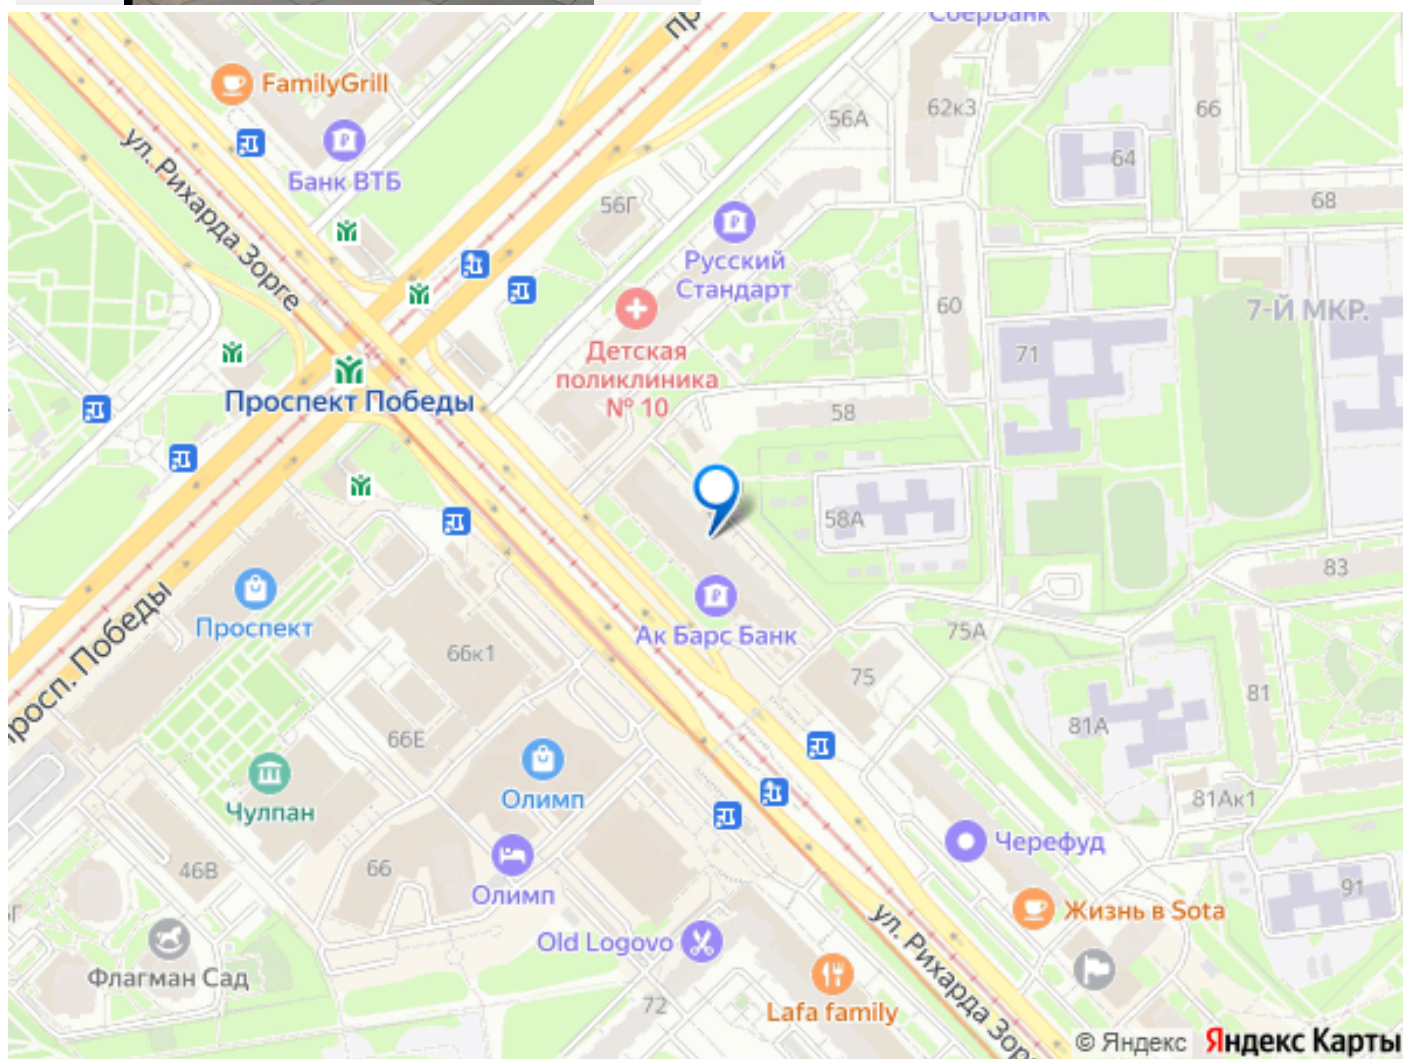 Сбербанк
FamilyGrill
56А
62к3
66
ул. Рихарда Зорге
Банк ВТБ
64
56Г
68
Русский
Стандарт
60
7-Й МКР.
Детская
поликлиника
№ 10
71
Проспект Победы
58
58А
83
просп. Победы
Проспект
Ак Барс Банк
75А
66к1
75
81
81А
66Е
Олимп
Чулпан
81Ак1
Черефуд
46В
66
Олимп
91
Жизнь в Sota
ул. Рихарда Зорге
Old Logovo
Флагман Сад
72
Lafa family
© Яндекс Яндекс Карты